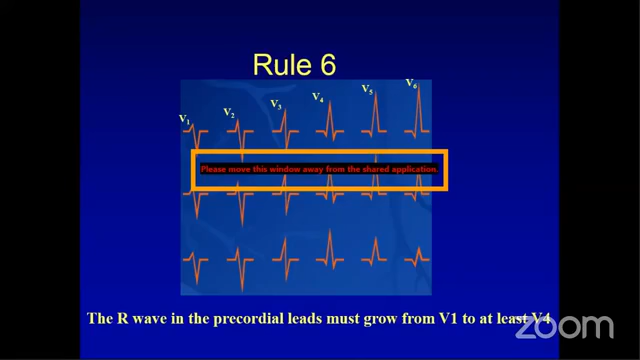 Rule 6
V1 V2 V3 V4 V5 V6
Please move this window away from the shared application.
The R wave in the precordial leads must grow from V1 to at least V4
zoom